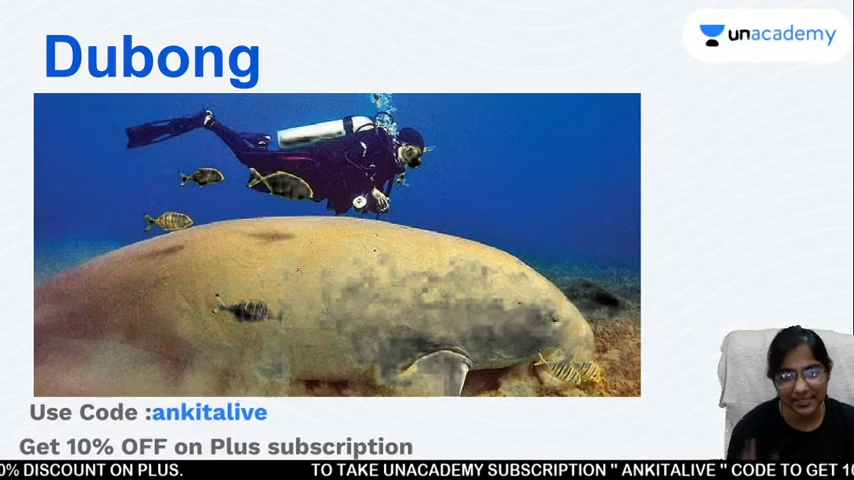 Dubong
unacademy
Use Code :ankitalive
Get 10% OFF on Plus subscription
0% DISCOUNT ON PLUS. TO TAKE UNACADEMY SUBSCRIPTION " ANKITALIVE " CODE TO GET 10